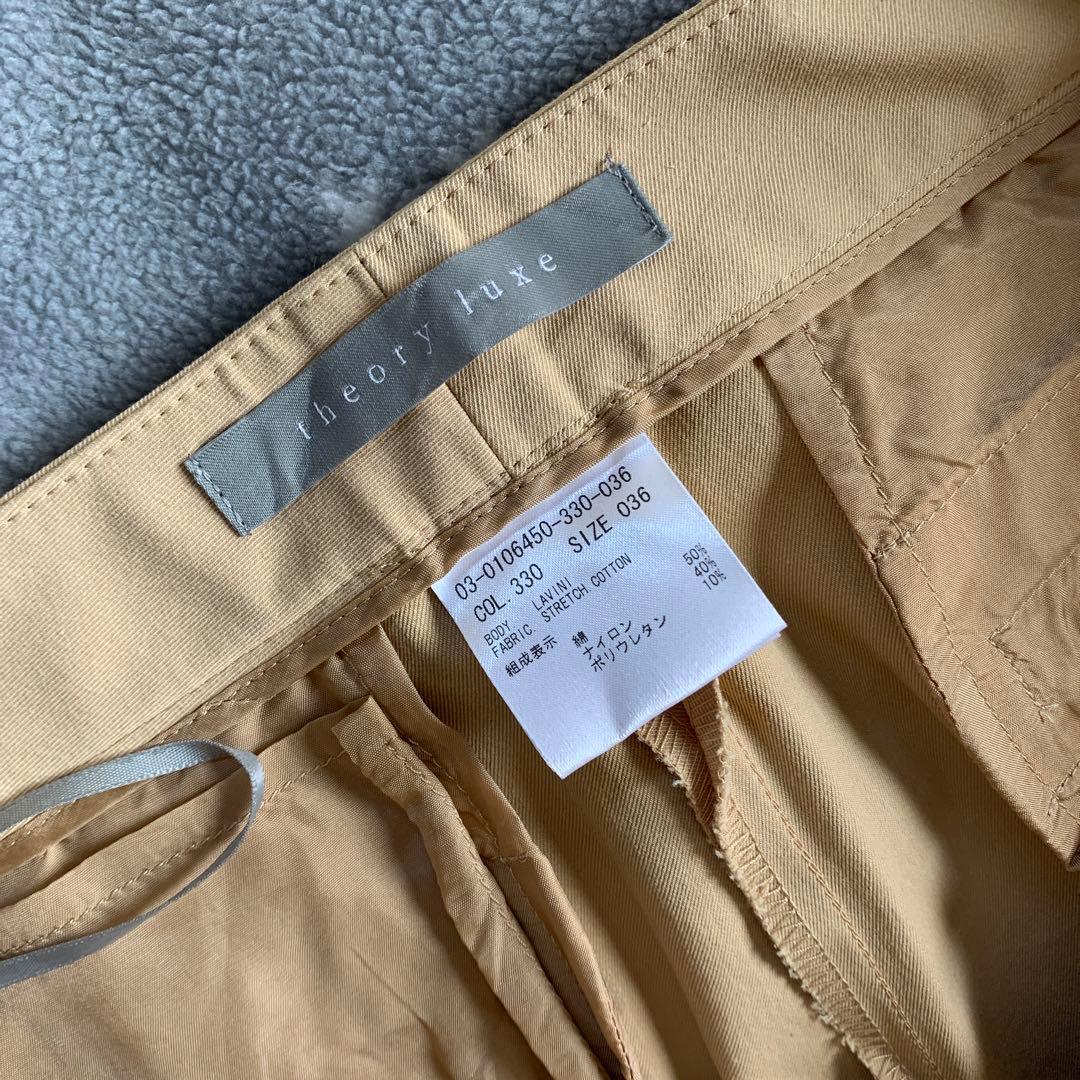 theory luxe
03-0106450-330-036
COL. 330 SIZE 036
BODY LAVINI
FABRIC STRETCH COTTON
組成表示 綿 50%
ナイロン 40%
ポリウレタン 10%